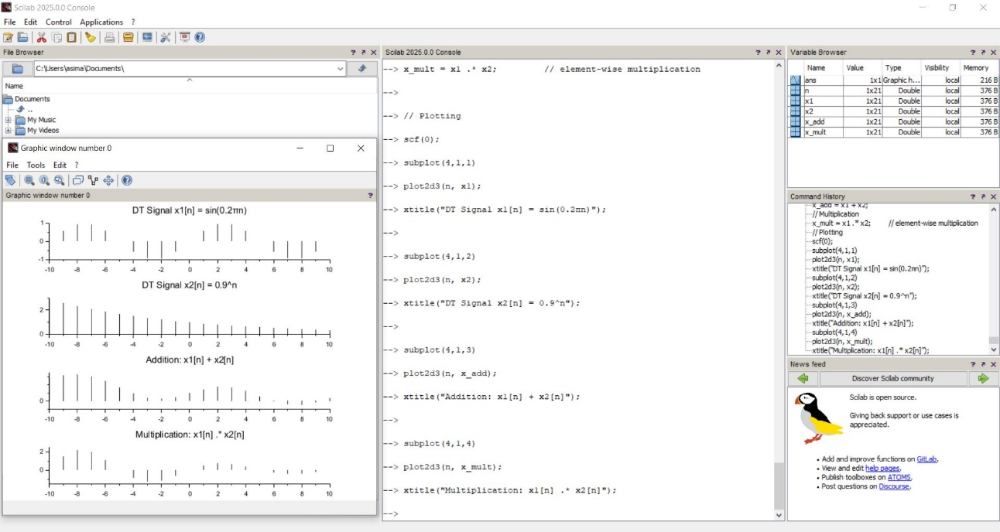 Scilab 2025.0.0 Console
File Edit Control Applications ?
File Browser ? ↗ X
C:\Users\asima\Documents\
Name
Documents
..
My Music
My Videos
Graphic window number 0
File Tools Edit ?
Graphic window number 0 ?
DT Signal x1[n] = sin(0.2πn)
1
0
-1
-10 -8 -6 -4 -2 0 2 4 6 8 10
DT Signal x2[n] = 0.9^n
2
0
-10 -8 -6 -4 -2 0 2 4 6 8 10
Addition: x1[n] + x2[n]
0
-10 -8 -6 -4 -2 0 2 4 6 8 10
Multiplication: x1[n] .* x2[n]
2
0
-10 -8 -6 -4 -2 0 2 4 6 8 10
Scilab 2025.0.0 Console ? ↗ X
--> x_mult = x1 .* x2; // element-wise multiplication
-->
--> // Plotting
--> scf(0);
--> subplot(4,1,1)
--> plot2d3(n, x1);
--> xtitle("DT Signal x1[n] = sin(0.2πn)");
-->
--> subplot(4,1,2)
--> plot2d3(n, x2);
--> xtitle("DT Signal x2[n] = 0.9^n");
-->
--> subplot(4,1,3)
--> plot2d3(n, x_add);
--> xtitle("Addition: x1[n] + x2[n]");
-->
--> subplot(4,1,4)
--> plot2d3(n, x_mult);
--> xtitle("Multiplication: x1[n] .* x2[n]");
-->
Variable Browser ? ↗ X
Name Value Type Visibility Memory
ans 1x1 Graphic h... local 216 B
n 1x21 Double local 376 B
x1 1x21 Double local 376 B
x2 1x21 Double local 376 B
x_add 1x21 Double local 376 B
x_mult 1x21 Double local 376 B
Command History ? ↗ X
x_add = x1 + x2;
// Multiplication
x_mult = x1 .* x2; // element-wise multiplication
// Plotting
scf(0);
subplot(4,1,1)
plot2d3(n, x1);
xtitle("DT Signal x1[n] = sin(0.2πn)");
subplot(4,1,2)
plot2d3(n, x2);
xtitle("DT Signal x2[n] = 0.9^n");
subplot(4,1,3)
plot2d3(n, x_add);
xtitle("Addition: x1[n] + x2[n]");
subplot(4,1,4)
plot2d3(n, x_mult);
xtitle("Multiplication: x1[n] .* x2[n]");
News feed ? ↗ X
Discover Scilab community
Scilab is open source.
Giving back support or use cases is
appreciated.
• Add and improve functions on GitLab.
• View and edit help pages.
• Publish toolboxes on ATOMS.
• Post questions on Discourse.